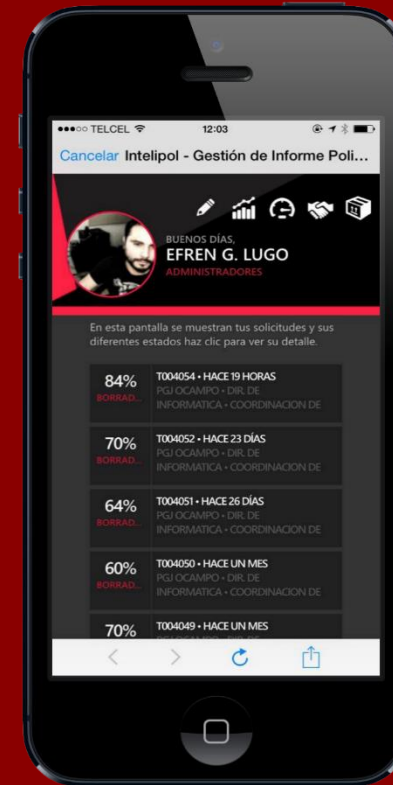 TELCEL
12:03
Cancelar Intelipol - Gestión de Informe Poli...
BUENOS DÍAS,
EFREN G. LUGO
ADMINISTRADORES
En esta pantalla se muestran tus solicitudes y sus
diferentes estados haz clic para ver su detalle.
84%
BORRAD...
T004054 • HACE 19 HORAS
PGJ OCAMPO • DIR. DE
INFORMATICA • COORDINACION DE
70%
BORRAD...
T004052 • HACE 23 DÍAS
PGJ OCAMPO • DIR. DE
INFORMATICA • COORDINACION DE
64%
BORRAD...
T004051 • HACE 26 DÍAS
PGJ OCAMPO • DIR. DE
INFORMATICA • COORDINACION DE
60%
BORRAD...
T004050 • HACE UN MES
PGJ OCAMPO • DIR. DE
INFORMATICA • COORDINACION DE
70%
T004049 • HACE UN MES
PGJ OCAMPO • DIR. DE